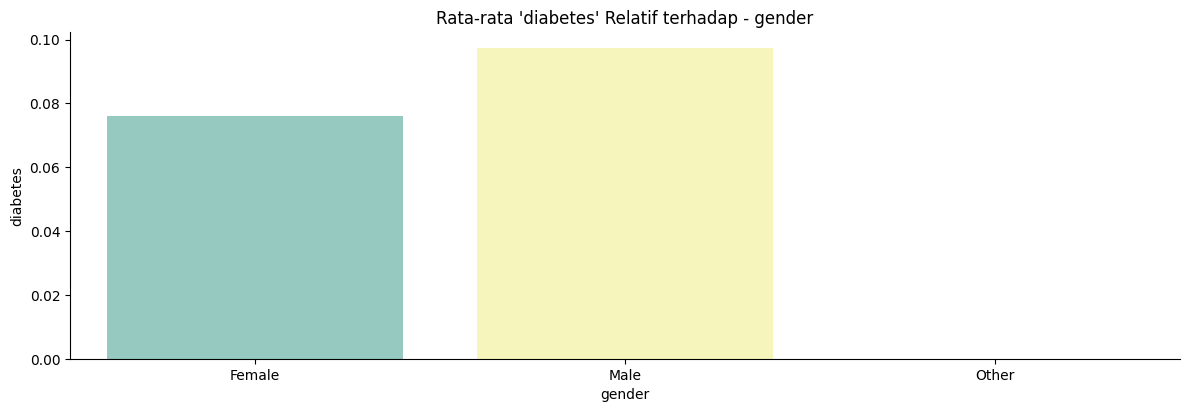 Rata-rata 'diabetes' Relatif terhadap - gender
0.10
0.08
0.06
0.04
0.02
0.00
diabetes
Female Male Other
gender